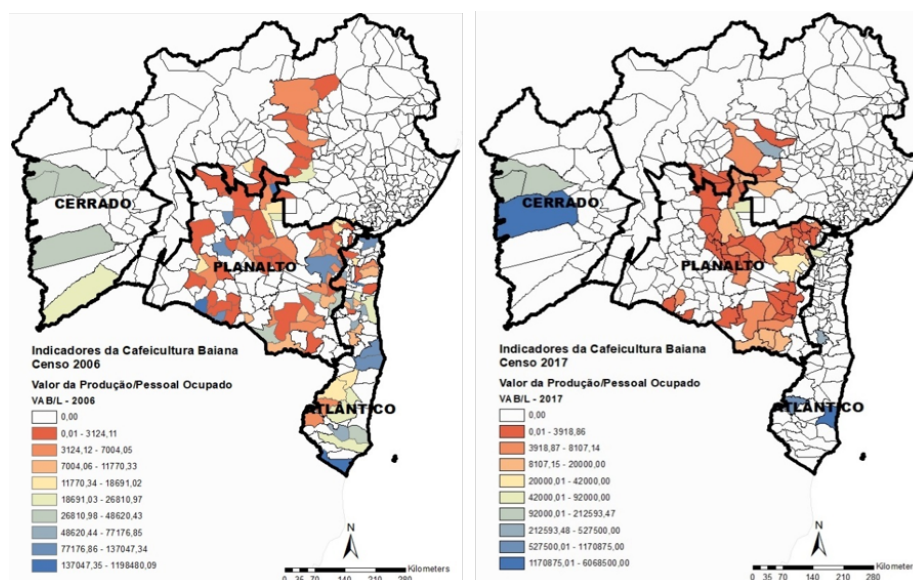 CERRADO
PLANALTO
ATLÂNTICO
Indicadores da Cafeicultura Baiana
Censo 2006
Valor da Produção/Pessoal Ocupado
VAB/L - 2006
0,00
0,01 - 3124,11
3124,12 - 7004,05
7004,06 - 11770,33
11770,34 - 18691,02
18691,03 - 26810,97
26810,98 - 48620,43
48620,44 - 77176,85
77176,86 - 137047,34
137047,35 - 1198480,09
N
Kilometers
0 35 70 140 210 280
CERRADO
PLANALTO
ATLÂNTICO
Indicadores da Cafeicultura Baiana
Censo 2017
Valor da Produção/Pessoal Ocupado
VAB/L - 2017
0,00
0,01 - 3918,86
3918,87 - 8107,14
8107,15 - 20000,00
20000,01 - 42000,00
42000,01 - 92000,00
92000,01 - 212593,47
212593,48 - 527500,00
527500,01 - 1170875,00
1170875,01 - 6068500,00
N
Kilometers
0 35 70 140 210 280